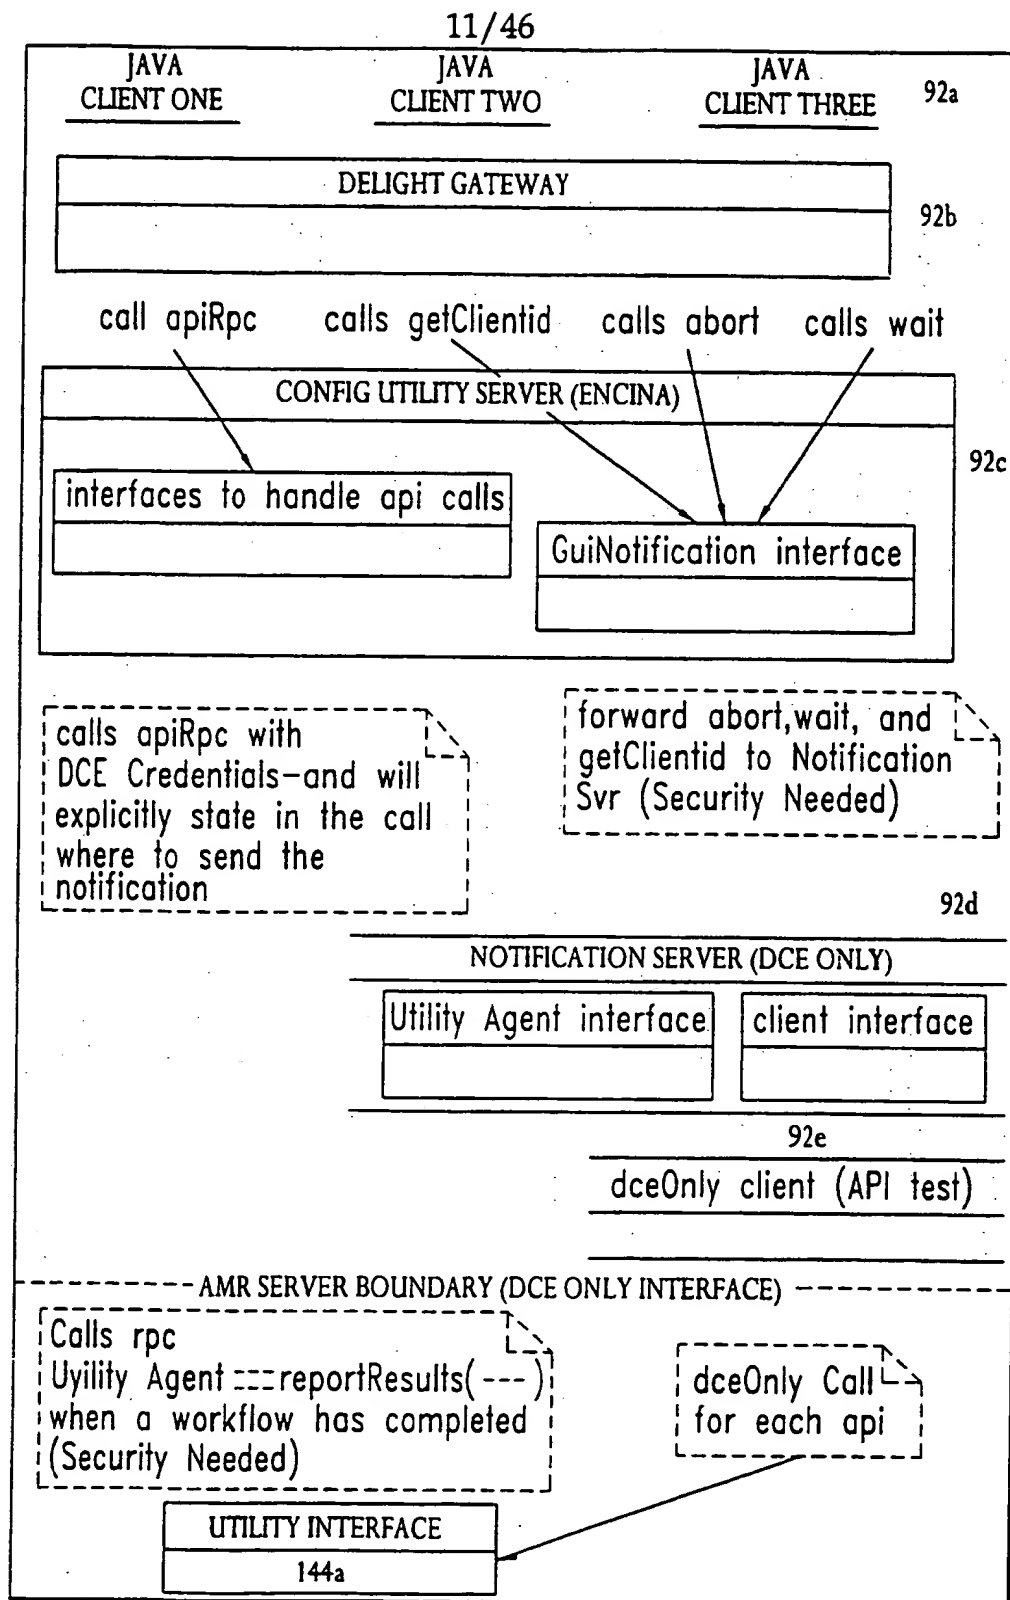 11/46
JAVA
CLIENT ONE
JAVA
CLIENT TWO
JAVA
CLIENT THREE
92a
DELIGHT GATEWAY
92b
call apiRpc
calls getClientid
calls abort
calls wait
CONFIG UTILITY SERVER (ENCINA)
92c
interfaces to handle api calls
GuiNotification interface
calls apiRpc with
DCE Credentials-and will
explicitly state in the call
where to send the
notification
forward abort,wait, and
getClientid to Notification
Svr (Security Needed)
92d
NOTIFICATION SERVER (DCE ONLY)
Utility Agent interface
client interface
92e
dceOnly client (API test)
AMR SERVER BOUNDARY (DCE ONLY INTERFACE)
Calls rpc
Uyility Agent :::reportResults(---)
when a workflow has completed
(Security Needed)
dceOnly Call
for each api
UTILITY INTERFACE
144a